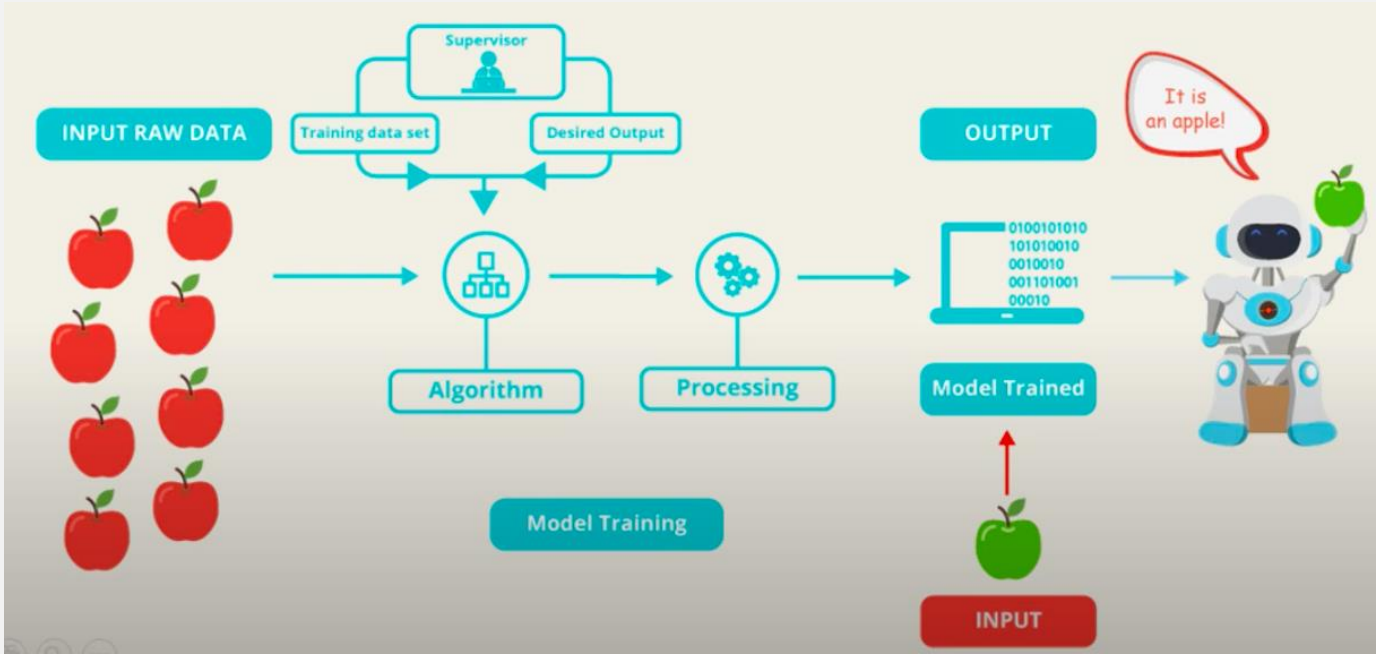 Supervisor
INPUT RAW DATA
Training data set
Desired Output
OUTPUT
It is
an apple!
0100101010
101010010
0010010
001101001
00010
Algorithm
Processing
Model Trained
Model Training
INPUT